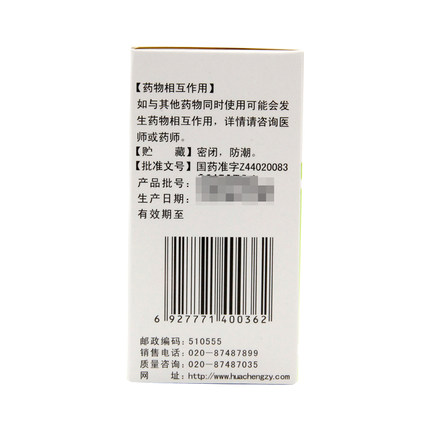 【药物相互作用】
如与其他药物同时使用可能会发
生药物相互作用，详情请咨询医
师或药师。
【贮 藏】密闭，防潮。
【批准文号】国药准字Z44020083
产品批号：
生产日期：
有效期至
6 927771 400362
邮政编码：510555
销售电话：020-87487899
质量咨询：020-87487035
网 址：http://www.huachengzy.com